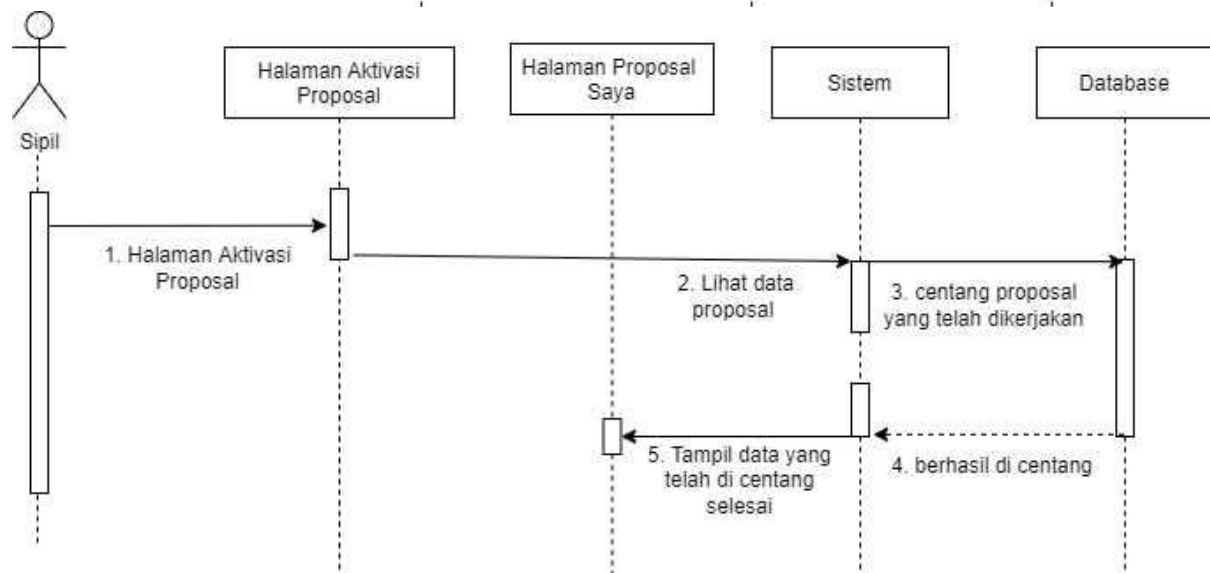 Sipil
Halaman Aktivasi
Proposal
Halaman Proposal
Saya
Sistem
Database
1. Halaman Aktivasi
Proposal
2. Lihat data
proposal
3. centang proposal
yang telah dikerjakan
4. berhasil di centang
5. Tampil data yang
telah di centang
selesai